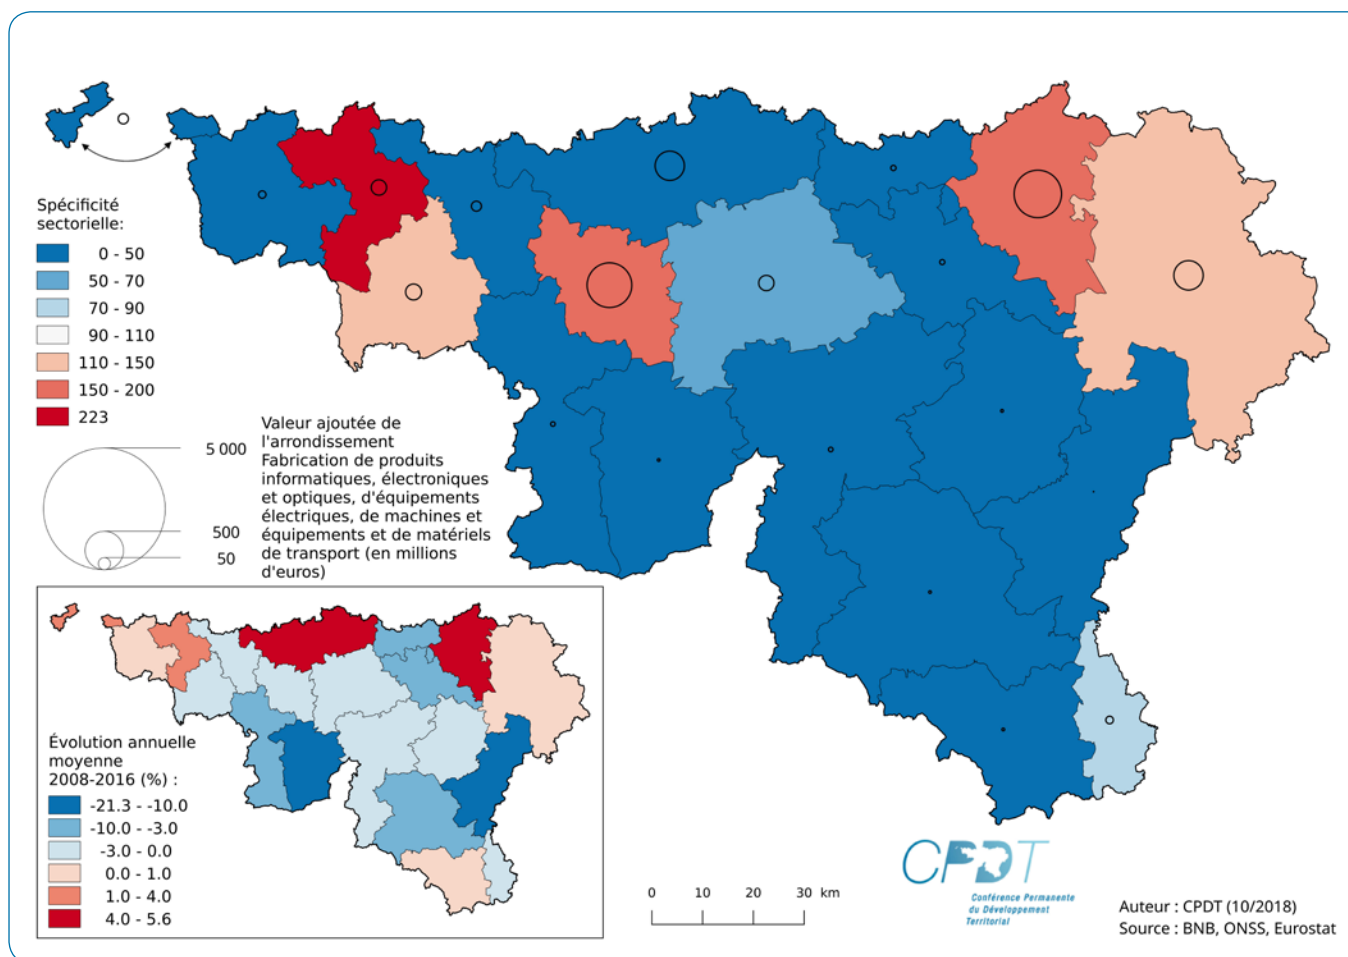 Spécificité
sectorielle:
0 - 50
50 - 70
70 - 90
90 - 110
110 - 150
150 - 200
223
5 000
500
50
Valeur ajoutée de
l'arrondissement
Fabrication de produits
informatiques, électroniques
et optiques, d'équipements
électriques, de machines et
équipements et de matériels
de transport (en millions
d'euros)
Évolution annuelle
moyenne
2008-2016 (%) :
-21.3 - -10.0
-10.0 - -3.0
-3.0 - 0.0
0.0 - 1.0
1.0 - 4.0
4.0 - 5.6
0 10 20 30 km
CPDT
Conférence Permanente
du Développement
Territorial
Auteur : CPDT (10/2018)
Source : BNB, ONSS, Eurostat